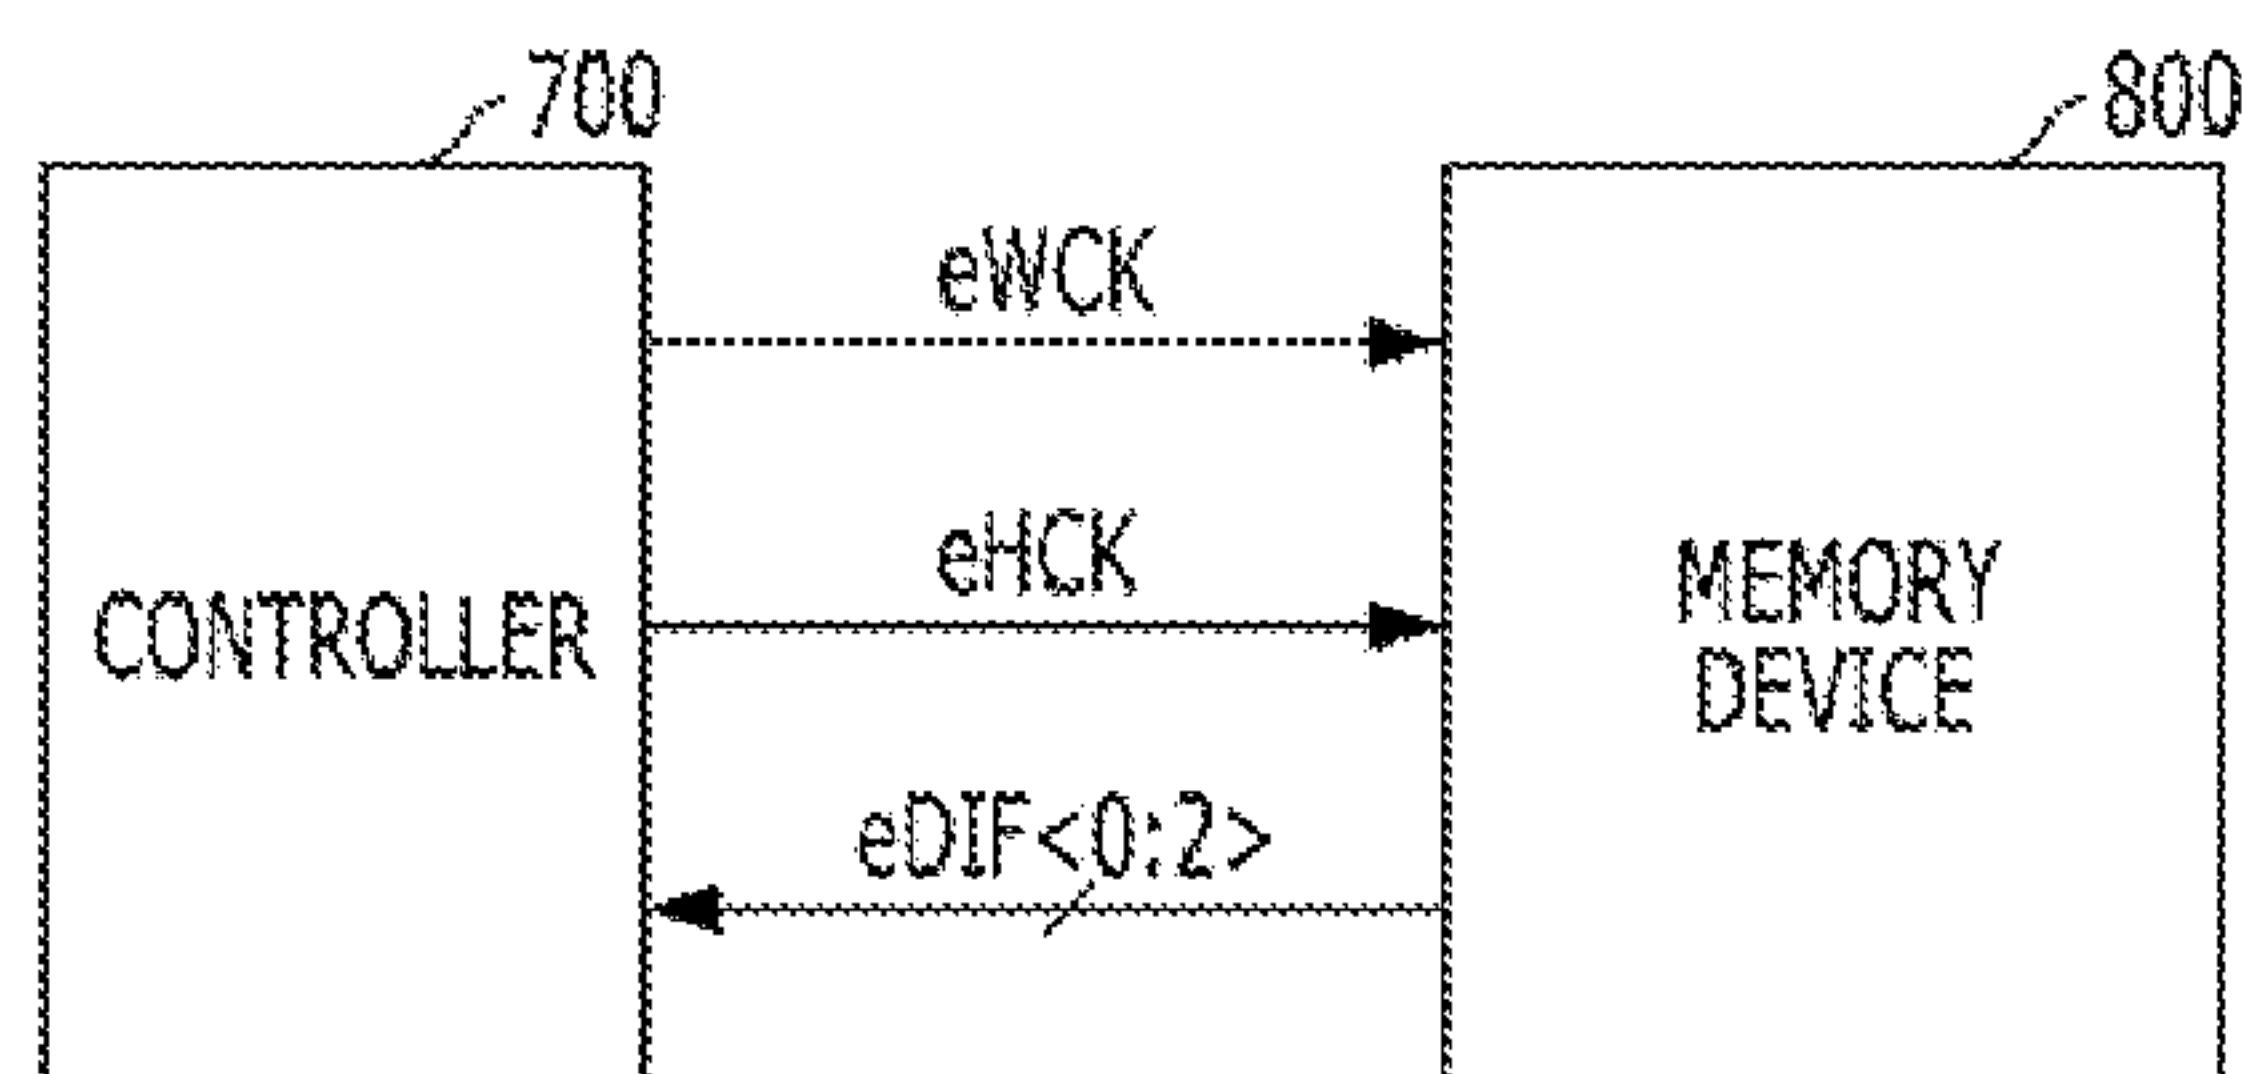 700
800
eWCK
eHCK
CONTROLLER
MEMORY
DEVICE
eDIF<0:2>